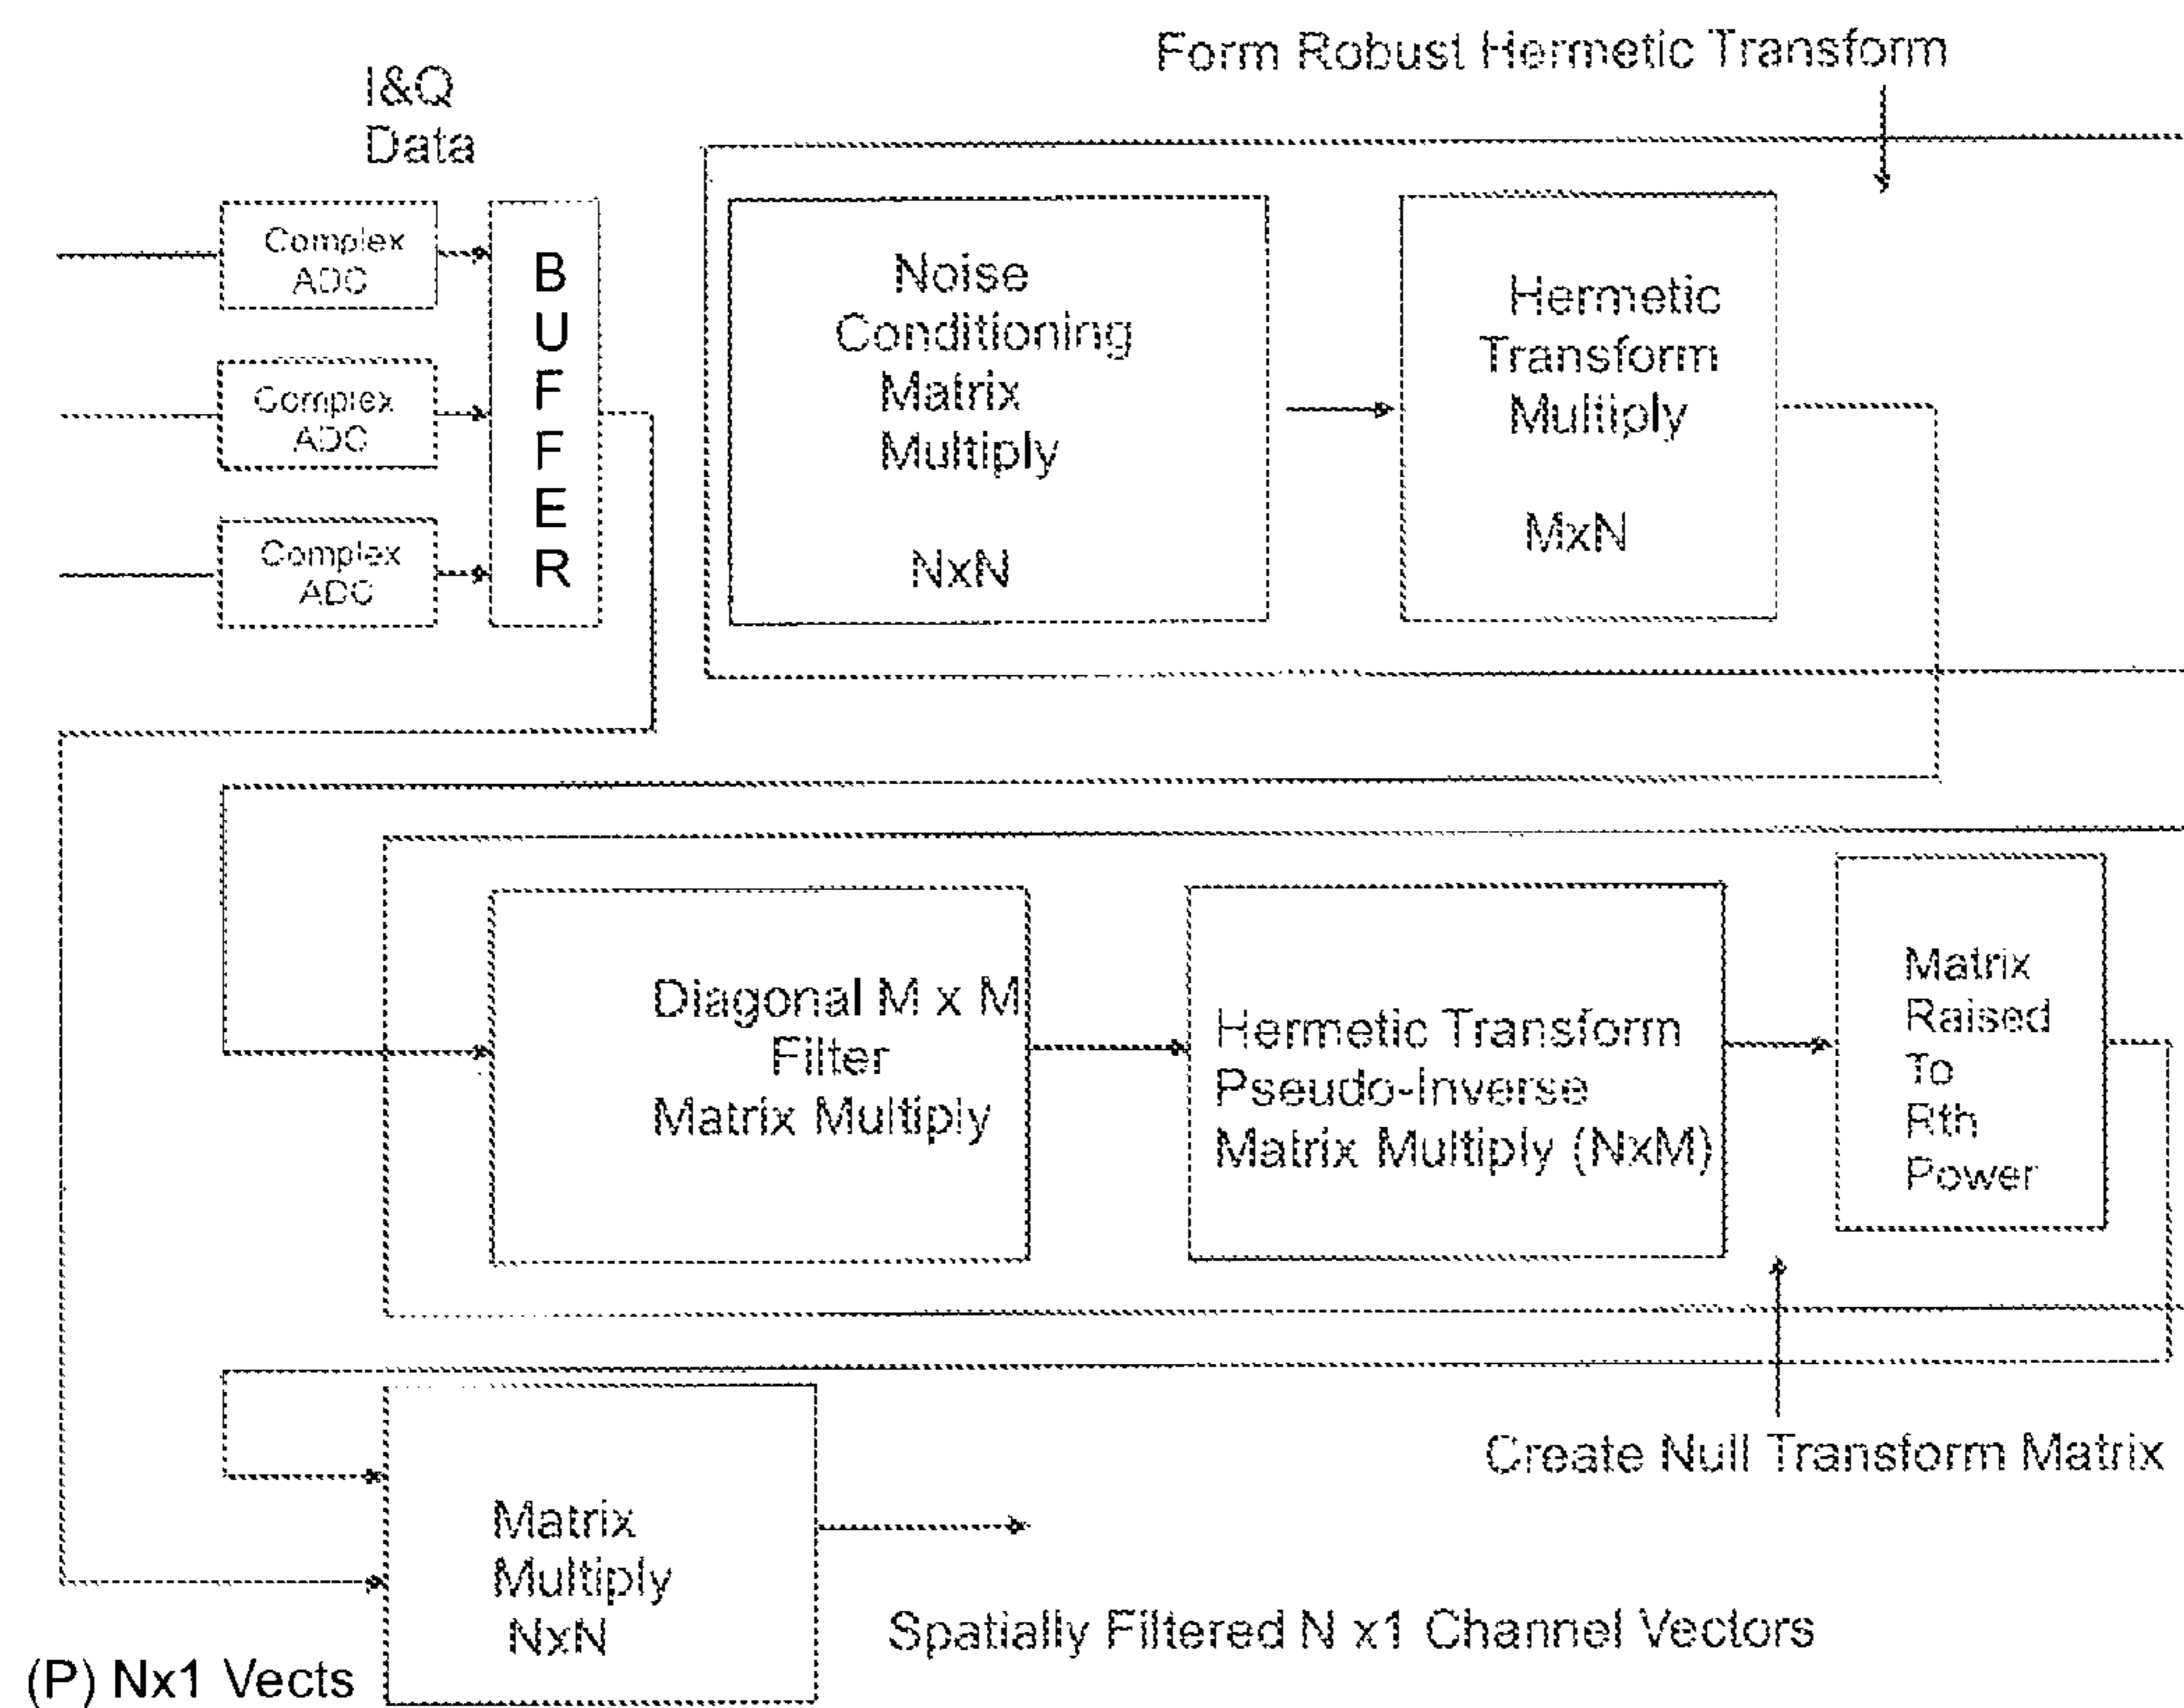 Form Robust Hermetic Transform
I&Q
Data
Complex
ADC
Complex
ADC
Complex
ADC
B
U
F
F
E
R
Noise
Conditioning
Matrix
Multiply
NxN
Hermetic
Transform
Multiply
MxN
Diagonal M x M
Filter
Matrix Multiply
Hermetic Transform
Pseudo-Inverse
Matrix Multiply (NxM)
Matrix
Raised
To
Rth
Power
Create Null Transform Matrix
Matrix
Multiply
NxN
Spatially Filtered N x1 Channel Vectors
(P) Nx1 Vects